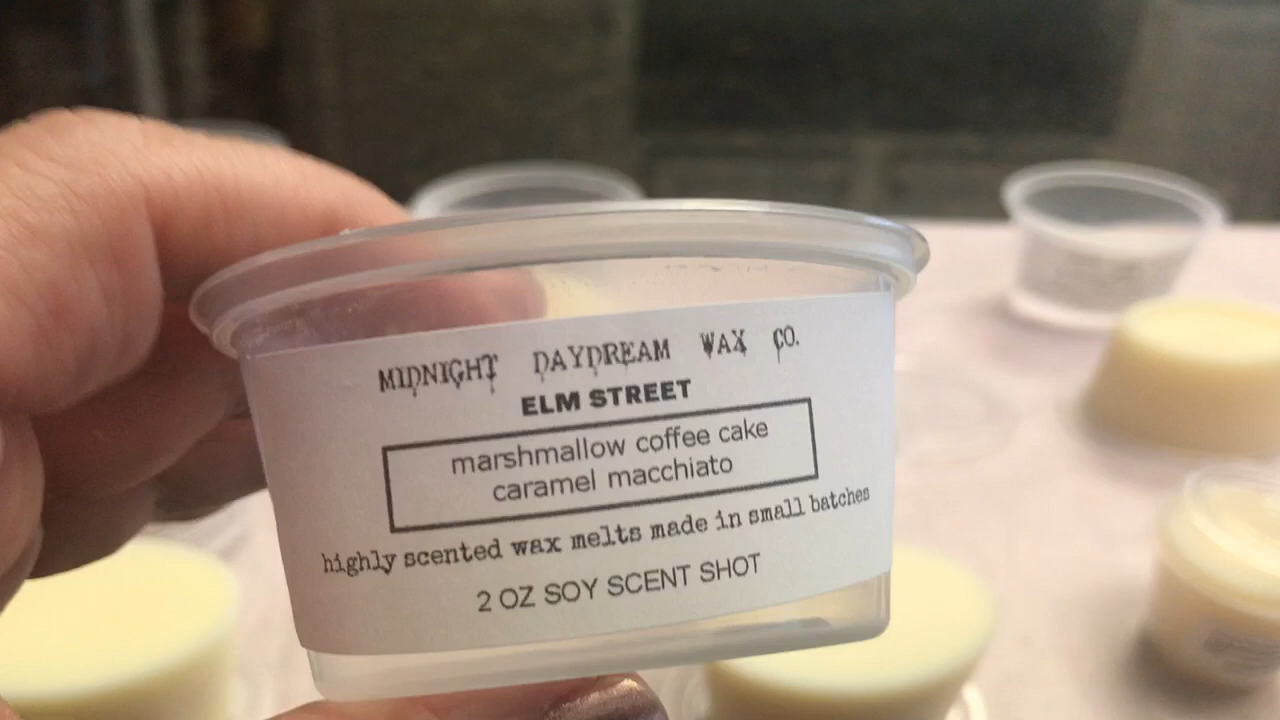 MIDNIGHT DAYDREAM WAX CO.
ELM STREET
marshmallow coffee cake
caramel macchiato
highly scented wax melts made in small batches
2 OZ SOY SCENT SHOT